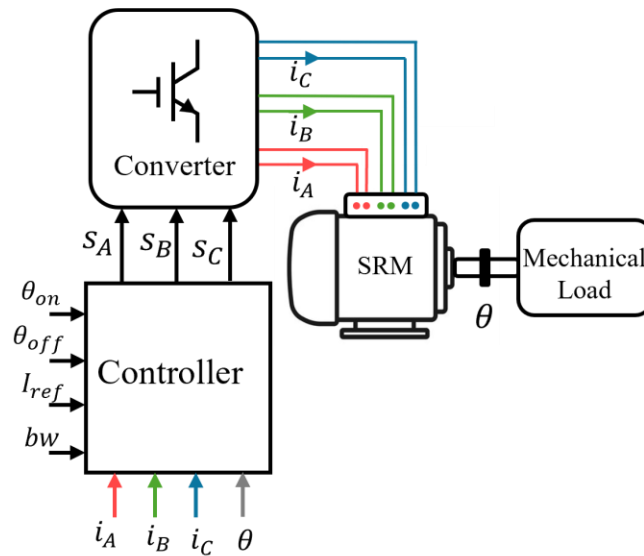 i_C
i_B
Converter
i_A
s_A s_B s_C
SRM
Mechanical
Load
θ
θ_on
θ_off
Controller
I_ref
bw
i_A i_B i_C θ